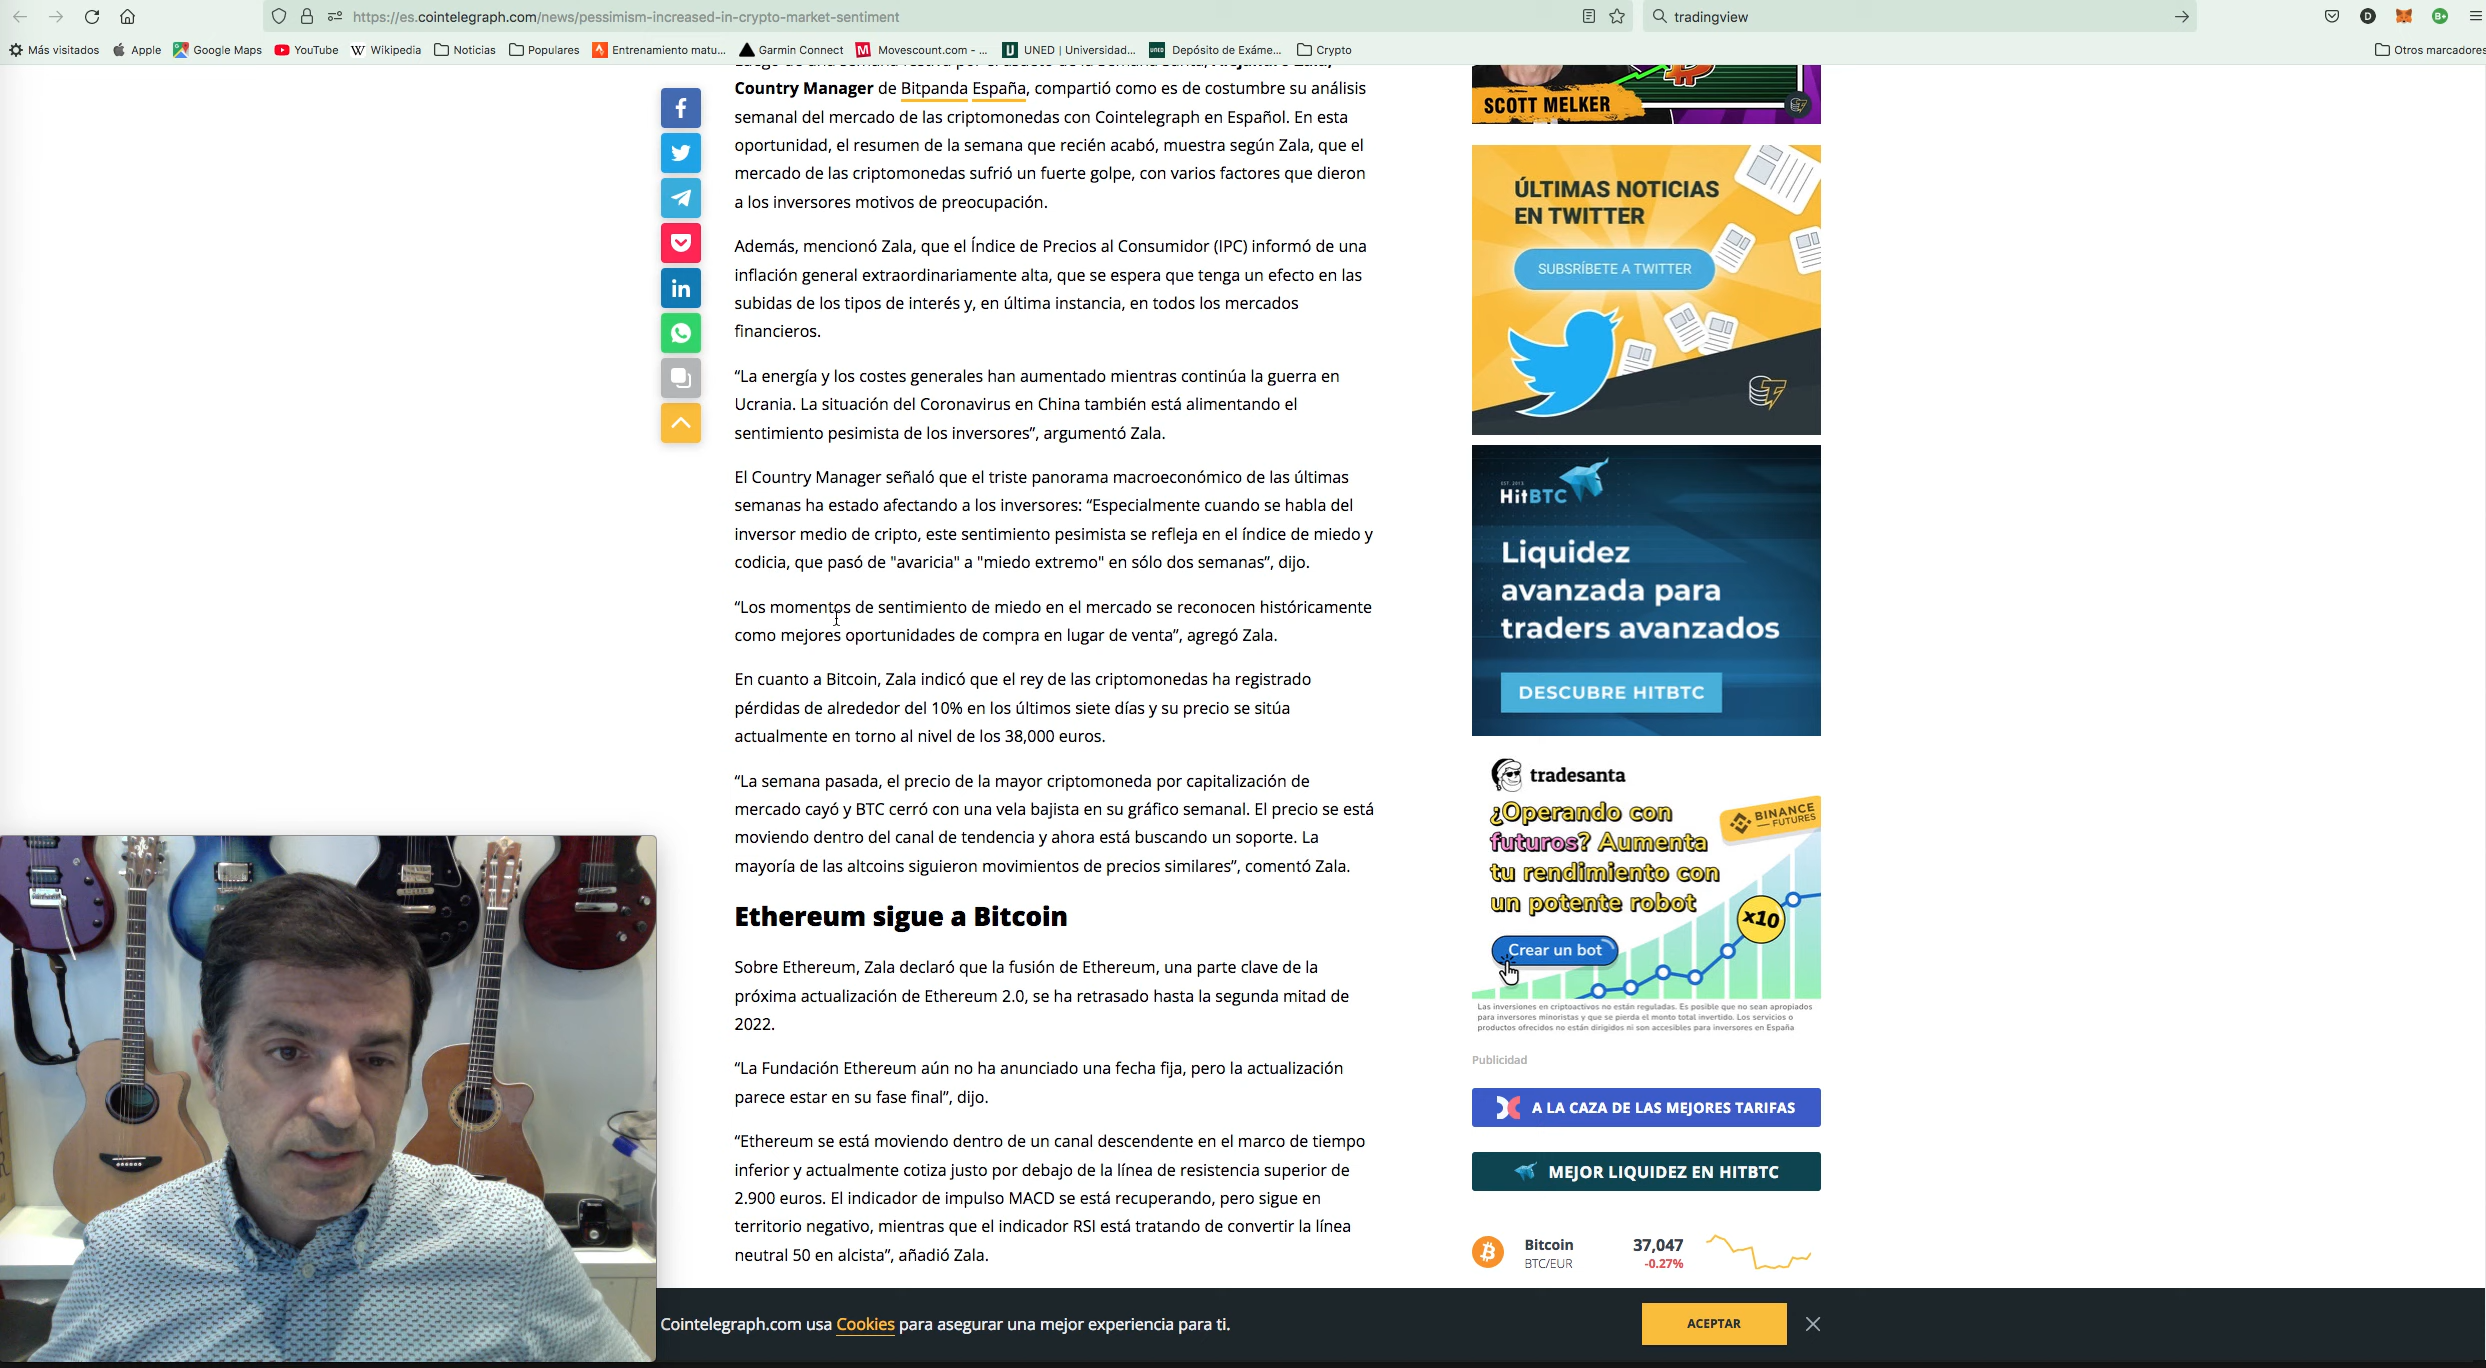 https://es.cointelegraph.com/news/pessimism-increased-in-crypto-market-sentiment
tradingview
Más visitados
Apple
Google Maps
YouTube
Wikipedia
Noticias
Populares
Entrenamiento matu...
Garmin Connect
Movescount.com - ...
UNED | Universidad...
Depósito de Exáme...
Crypto
Otros marcadores
Country Manager de Bitpanda España, compartió como es de costumbre su análisis
semanal del mercado de las criptomonedas con Cointelegraph en Español. En esta
oportunidad, el resumen de la semana que recién acabó, muestra según Zala, que el
mercado de las criptomonedas sufrió un fuerte golpe, con varios factores que dieron
a los inversores motivos de preocupación.
Además, mencionó Zala, que el Índice de Precios al Consumidor (IPC) informó de una
inflación general extraordinariamente alta, que se espera que tenga un efecto en las
subidas de los tipos de interés y, en última instancia, en todos los mercados
financieros.
“La energía y los costes generales han aumentado mientras continúa la guerra en
Ucrania. La situación del Coronavirus en China también está alimentando el
sentimiento pesimista de los inversores”, argumentó Zala.
El Country Manager señaló que el triste panorama macroeconómico de las últimas
semanas ha estado afectando a los inversores: “Especialmente cuando se habla del
inversor medio de cripto, este sentimiento pesimista se refleja en el índice de miedo y
codicia, que pasó de "avaricia" a "miedo extremo" en sólo dos semanas”, dijo.
“Los momentos de sentimiento de miedo en el mercado se reconocen históricamente
como mejores oportunidades de compra en lugar de venta”, agregó Zala.
En cuanto a Bitcoin, Zala indicó que el rey de las criptomonedas ha registrado
pérdidas de alrededor del 10% en los últimos siete días y su precio se sitúa
actualmente en torno al nivel de los 38,000 euros.
“La semana pasada, el precio de la mayor criptomoneda por capitalización de
mercado cayó y BTC cerró con una vela bajista en su gráfico semanal. El precio se está
moviendo dentro del canal de tendencia y ahora está buscando un soporte. La
mayoría de las altcoins siguieron movimientos de precios similares”, comentó Zala.
Ethereum sigue a Bitcoin
Sobre Ethereum, Zala declaró que la fusión de Ethereum, una parte clave de la
próxima actualización de Ethereum 2.0, se ha retrasado hasta la segunda mitad de
2022.
“La Fundación Ethereum aún no ha anunciado una fecha fija, pero la actualización
parece estar en su fase final”, dijo.
“Ethereum se está moviendo dentro de un canal descendente en el marco de tiempo
inferior y actualmente cotiza justo por debajo de la línea de resistencia superior de
2.900 euros. El indicador de impulso MACD se está recuperando, pero sigue en
territorio negativo, mientras que el indicador RSI está tratando de convertir la línea
neutral 50 en alcista”, añadió Zala.
SCOTT MELKER
ÚLTIMAS NOTICIAS
EN TWITTER
SUBSRÍBETE A TWITTER
EST. 2013
HitBTC
Liquidez
avanzada para
traders avanzados
DESCUBRE HITBTC
tradesanta
BINANCE
FUTURES
¿Operando con
futuros? Aumenta
tu rendimiento con
un potente robot
x10
Crear un bot
Las inversiones en criptoactivos no están reguladas. Es posible que no sean apropiados
para inversores minoristas y que se pierda el monto total invertido. Los servicios o
productos ofrecidos no están dirigidos ni son accesibles para inversores en España
Publicidad
A LA CAZA DE LAS MEJORES TARIFAS
MEJOR LIQUIDEZ EN HITBTC
Bitcoin 37,047
BTC/EUR -0.27%
Cointelegraph.com usa Cookies para asegurar una mejor experiencia para ti.
ACEPTAR